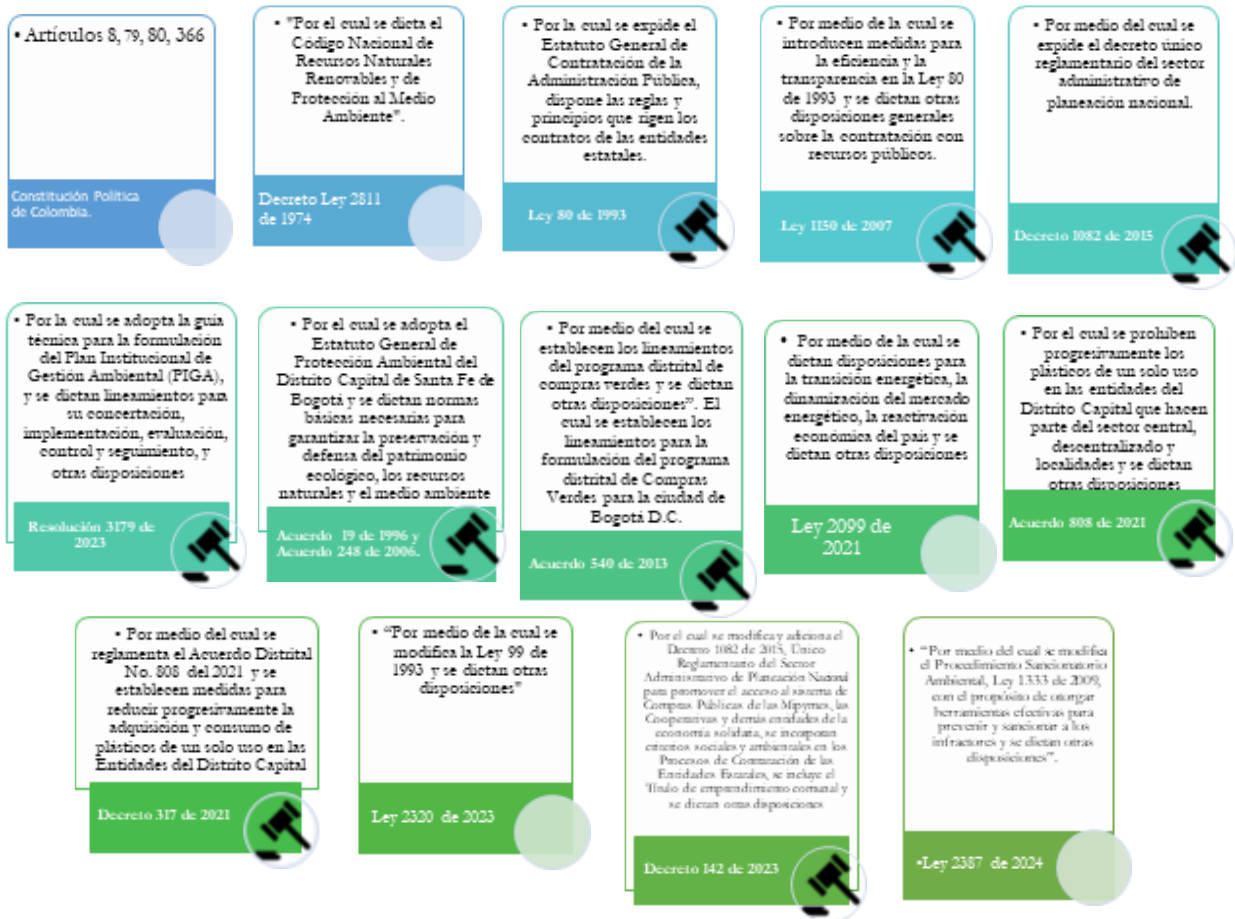 • Artículos 8, 79, 80, 366
Constitución Política
de Colombia.
• "Por el cual se dicta el
Código Nacional de
Recursos Naturales
Renovables y de
Protección al Medio
Ambiente".
Decreto Ley 2811
de 1974
• Por la cual se expide el
Estatuto General de
Contratación de la
Administración Pública,
dispone las reglas y
principios que rigen los
contratos de las entidades
estatales.
Ley 80 de 1993
• Por medio de la cual se
introducen medidas para
la eficiencia y la
transparencia en la Ley 80
de 1993 y se dictan otras
disposiciones generales
sobre la contratación con
recursos públicos.
Ley 1150 de 2007
• Por medio del cual se
expide el decreto único
reglamentario del sector
administrativo de
planeación nacional.
Decreto 1082 de 2015
• Por la cual se adopta la guía
técnica para la formulación
del Plan Institucional de
Gestión Ambiental (PIGA),
y se dictan lineamientos para
su concertación,
implementación, evaluación,
control y seguimiento, y
otras disposiciones
Resolución 3179 de
2023
• Por el cual se adopta el
Estatuto General de
Protección Ambiental del
Distrito Capital de Santa Fe de
Bogotá y se dictan normas
básicas necesarias para
garantizar la preservación y
defensa del patrimonio
ecológico, los recursos
naturales y el medio ambiente
Acuerdo 19 de 1996 y
Acuerdo 248 de 2006.
• Por medio del cual se
establecen los lineamientos
del programa distrital de
compras verdes y se dictan
otras disposiciones”. El
cual se establecen los
lineamientos para la
formulación del programa
distrital de Compras
Verdes para la ciudad de
Bogotá D.C.
Acuerdo 540 de 2013
• Por medio de la cual se
dictan disposiciones para
la transición energética, la
dinamización del mercado
energético, la reactivación
económica del país y se
dictan otras disposiciones
Ley 2099 de
2021
• Por el cual se prohíben
progresivamente los
plásticos de un solo uso
en las entidades del
Distrito Capital que hacen
parte del sector central,
descentralizado y
localidades y se dictan
otras disposiciones
Acuerdo 808 de 2021
• Por medio del cual se
reglamenta el Acuerdo Distrital
No. 808 del 2021 y se
establecen medidas para
reducir progresivamente la
adquisición y consumo de
plásticos de un solo uso en las
Entidades del Distrito Capital
Decreto 317 de 2021
• “Por medio de la cual se
modifica la Ley 99 de
1993 y se dictan otras
disposiciones"
Ley 2320 de 2023
• Por el cual se modifica y adiciona el
Decreto 1082 de 2015, Único
Reglamentario del Sector
Administrativo de Planeación Nacional
para promover el acceso al sistema de
Compras Públicas de las Mipymes, las
Cooperativas y demás entidades de la
economía solidaria, se incorporan
criterios sociales y ambientales en los
Procesos de Contratación de las
Entidades Estatales, se incluye el
Título de emprendimiento comunal y
se dictan otras disposiciones
Decreto 142 de 2023
• “Por medio del cual se modifica
el Procedimiento Sancionatorio
Ambiental, Ley 1333 de 2009,
con el propósito de otorgar
herramientas efectivas para
prevenir y sancionar a los
infractores y se dictan otras
disposiciones”.
•Ley 2387 de 2024